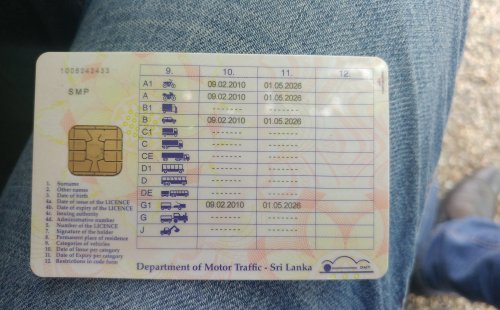 1006243433
SMP
9. 10. 11. 12.
A1 09.02.2010 01.05.2026
A 09.02.2010 01.05.2026
B1 ------- -------
B 09.02.2010 01.05.2026
C1 ------- -------
C ------- -------
CE ------- -------
D1 ------- -------
D ------- -------
DE ------- -------
G1 09.02.2010 01.05.2026
G ------- -------
J ------- -------
1. Surname
2. Other names
3. Date of birth
4a. Date of issue of the LICENCE
4b. Date of expiry of the LICENCE
4c. Issuing authority
4d. Administrative number
5. Number of the LICENCE
7. Signature of the holder
8. Permanent place of residence
9. Categories of vehicles
10. Date of Issue per category
11. Date of Expiry per category
12. Restrictions in code form
Department of Motor Traffic - Sri Lanka
DMT